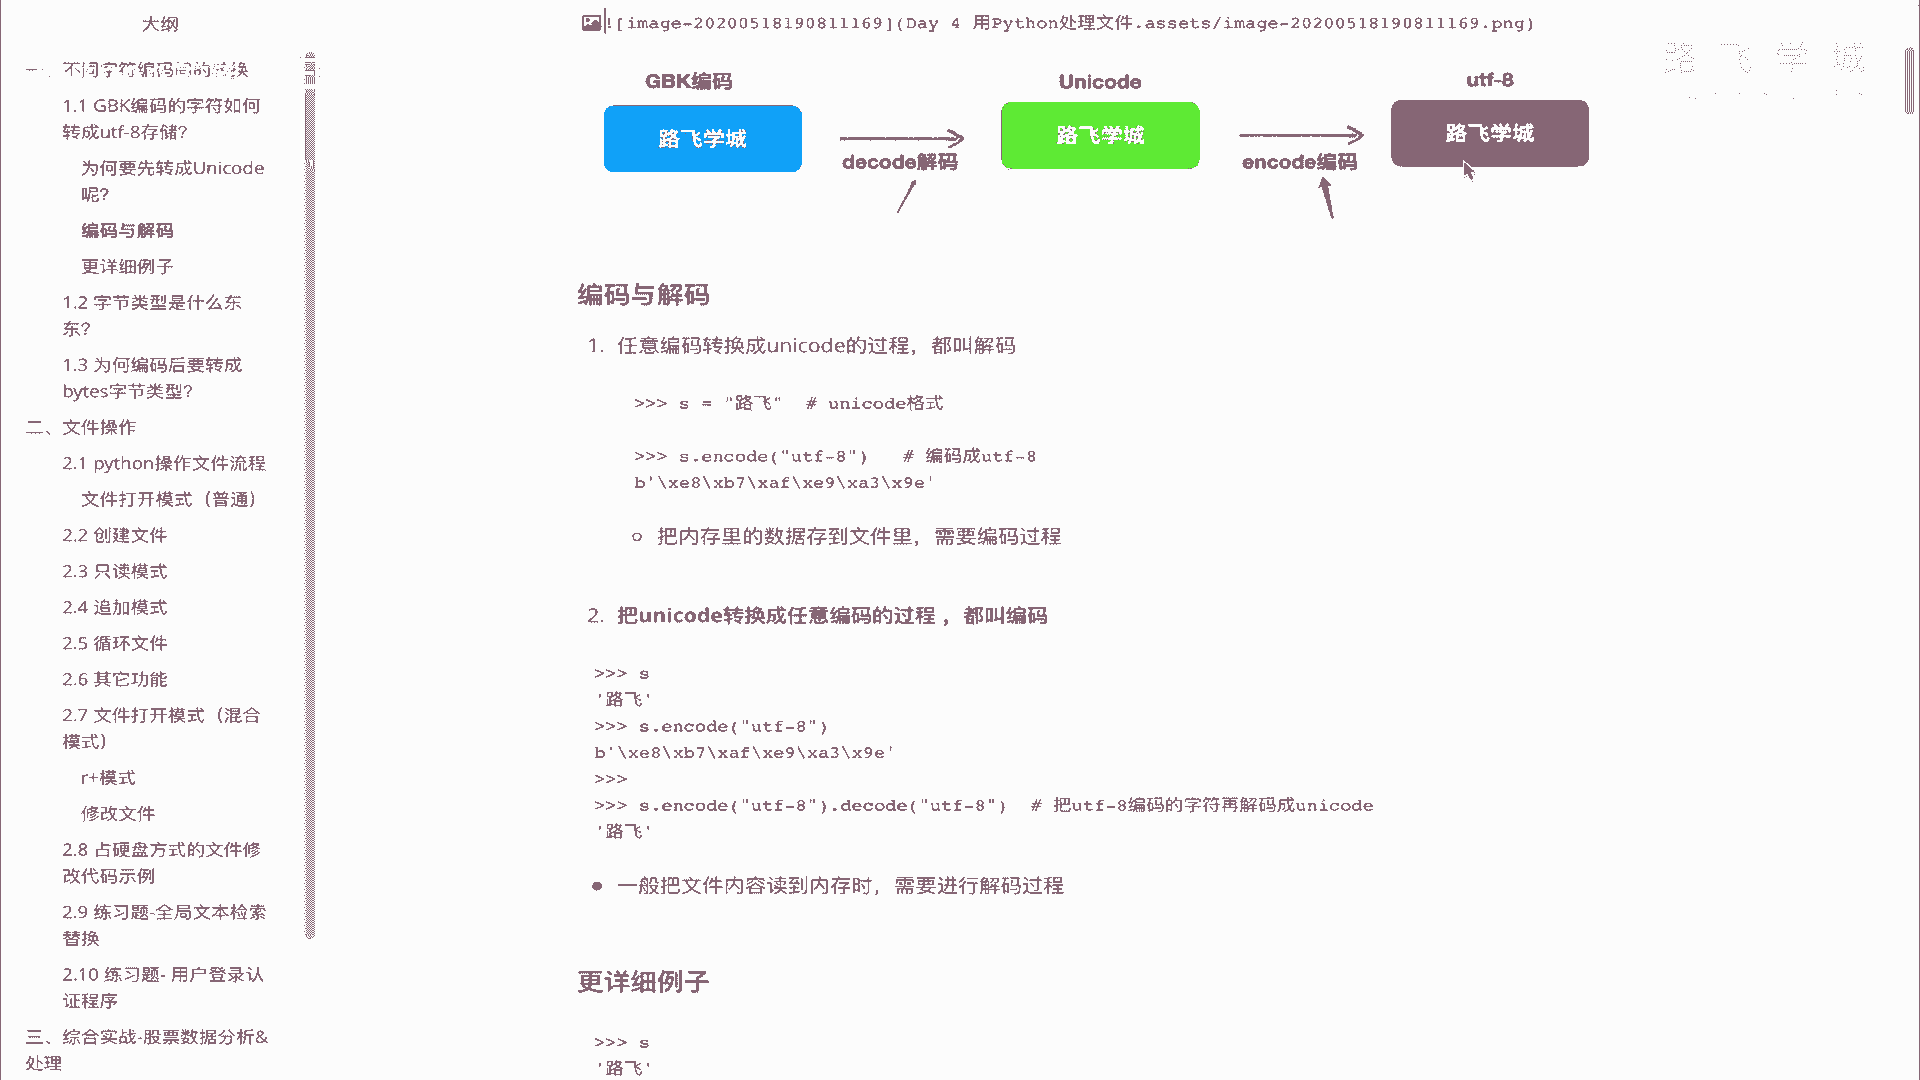 大纲
一、不同字符编码间的转换
1.1 GBK编码的字符如何
转成utf-8存储?
为何要先转成Unicode
呢?
编码与解码
更详细例子
1.2 字节类型是什么东
东?
1.3 为何编码后要转成
bytes字节类型?
二、文件操作
2.1 python操作文件流程
文件打开模式（普通）
2.2 创建文件
2.3 只读模式
2.4 追加模式
2.5 循环文件
2.6 其它功能
2.7 文件打开模式（混合
模式）
r+模式
修改文件
2.8 占硬盘方式的文件修
改代码示例
2.9 练习题-全局文本检索
替换
2.10 练习题- 用户登录认
证程序
三、综合实战-股票数据分析&
处理
![image-20200518190811169](Day 4 用Python处理文件.assets/image-20200518190811169.png)
路飞学城
GBK编码
Unicode
utf-8
路飞学城
decode解码
路飞学城
encode编码
路飞学城
编码与解码
1. 任意编码转换成unicode的过程，都叫解码
>>> s = "路飞"  # unicode格式
>>> s.encode("utf-8")   # 编码成utf-8
b'\xe8\xb7\xaf\xe9\xa3\x9e'
把内存里的数据存到文件里，需要编码过程
2. 把unicode转换成任意编码的过程 ，都叫编码
>>> s
'路飞'
>>> s.encode("utf-8")
b'\xe8\xb7\xaf\xe9\xa3\x9e'
>>>
>>> s.encode("utf-8").decode("utf-8")  # 把utf-8编码的字符再解码成unicode
'路飞'
一般把文件内容读到内存时，需要进行解码过程
更详细例子
>>> s
'路飞'